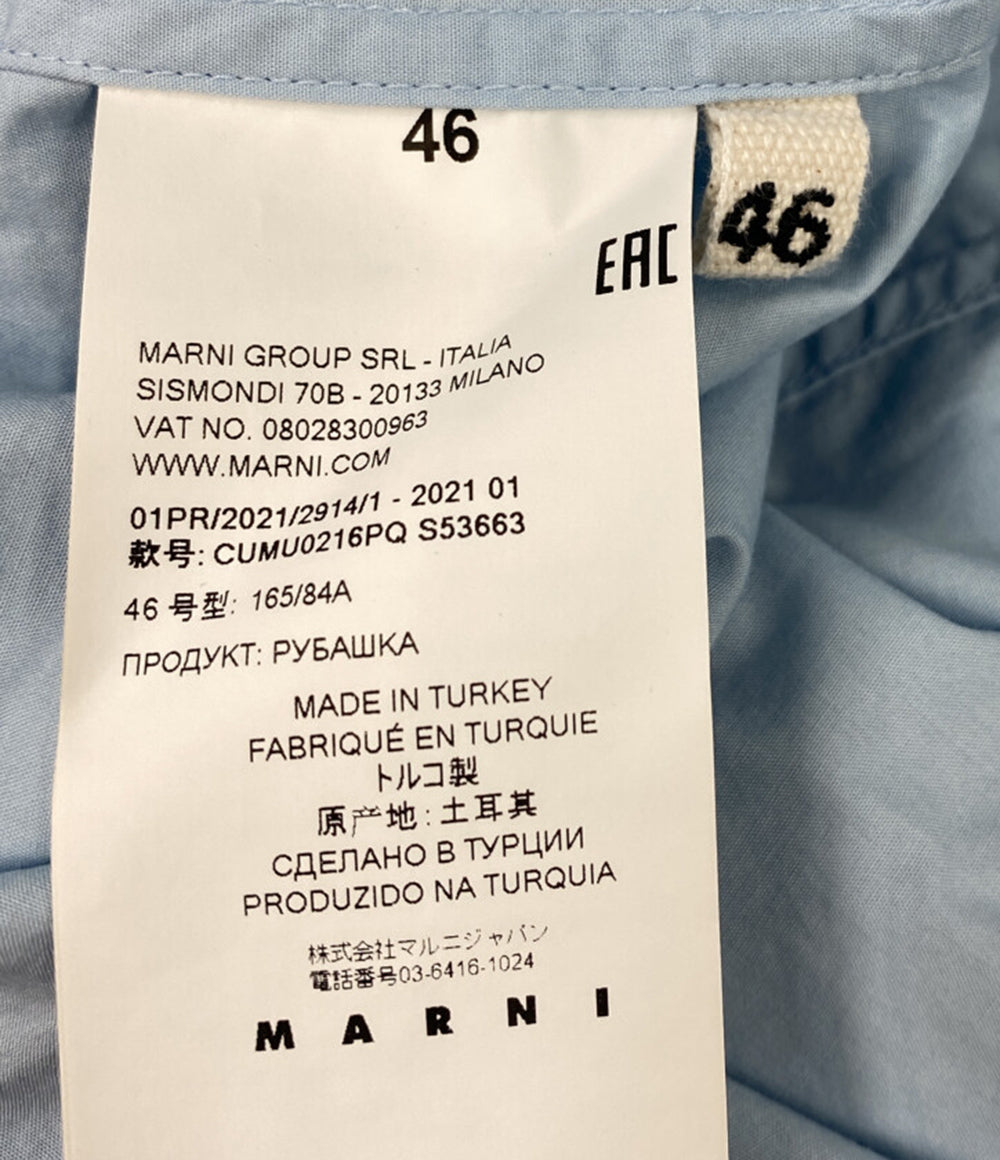 46
46
EAC
MARNI GROUP SRL - ITALIA
SISMONDI 70B - 20133 MILANO
VAT NO. 08028300963
WWW.MARNI.COM
01PR/2021/2914/1 - 2021 01
款号: CUMU0216PQ S53663
46 号型: 165/84A
ПРОДУКТ: РУБАШКА
MADE IN TURKEY
FABRIQUÉ EN TURQUIE
トルコ製
原产地: 土耳其
СДЕЛАНО В ТУРЦИИ
PRODUZIDO NA TURQUIA
株式会社マルニジャパン
電話番号03-6416-1024
MARNI